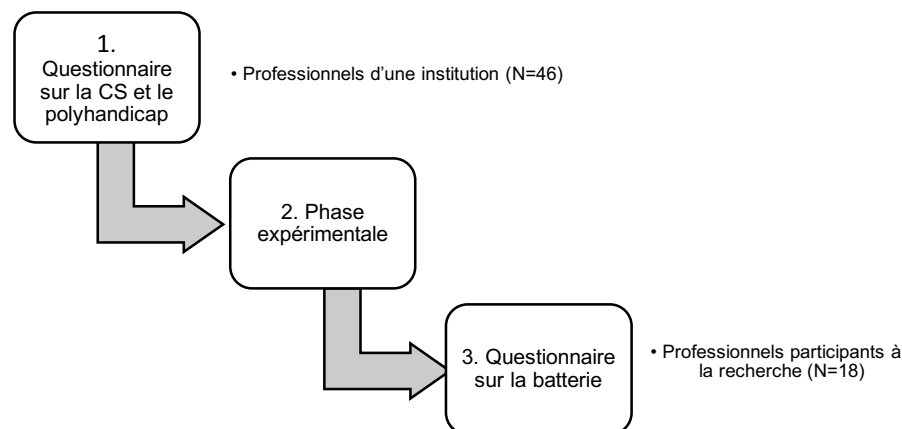 1.
Questionnaire
sur la CS et le
polyhandicap
• Professionnels d'une institution (N=46)
2. Phase
expérimentale
3. Questionnaire
sur la batterie
• Professionnels participants à
la recherche (N=18)